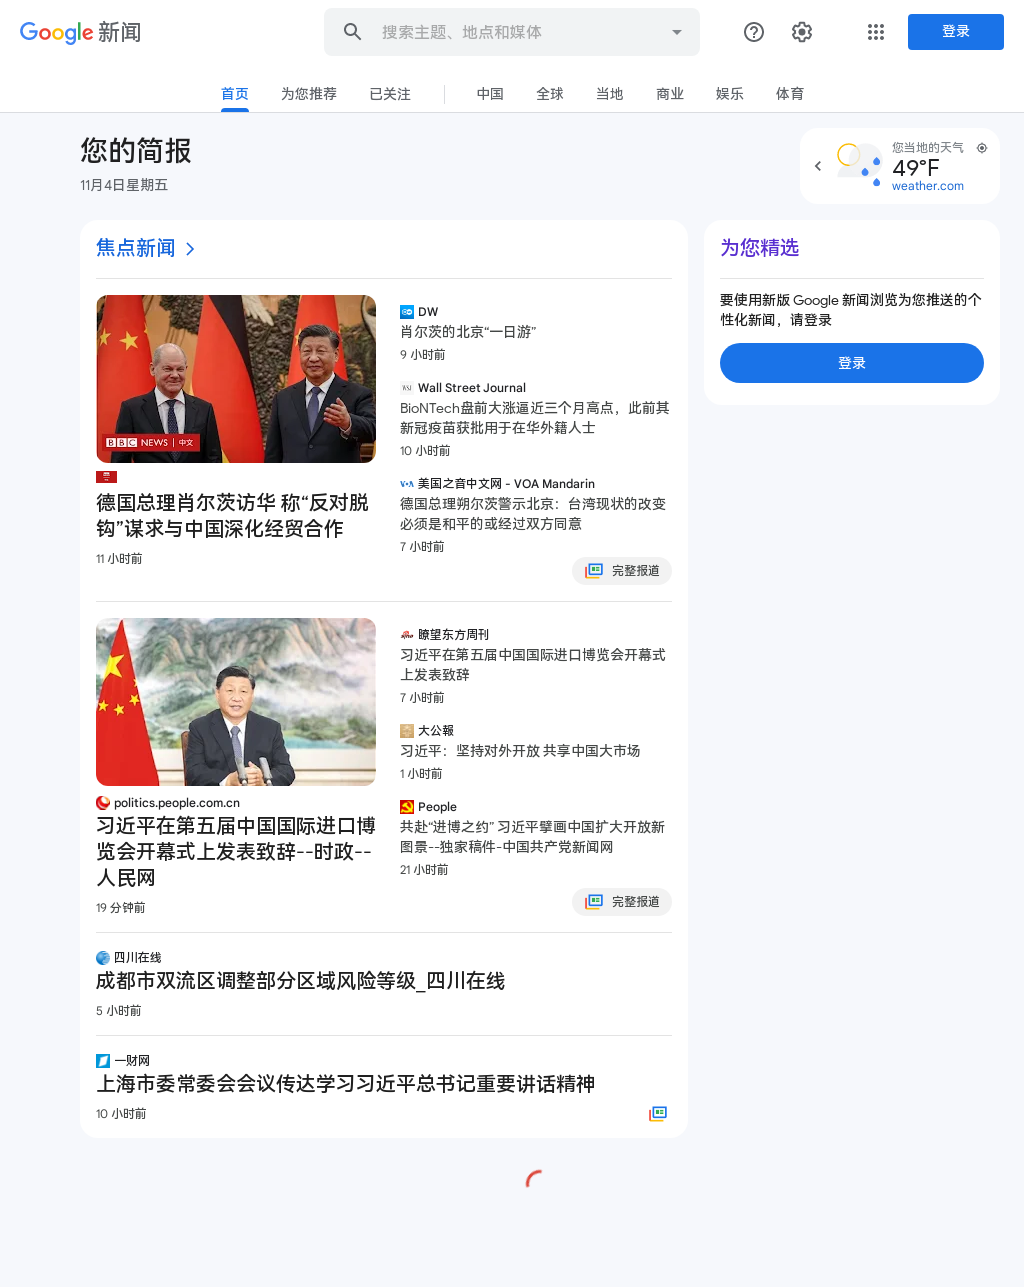 Google 新闻
搜索主题、地点和媒体
登录
首页
为您推荐
已关注
中国
全球
当地
商业
娱乐
体育
您的简报
11月4日星期五
您当地的天气
49°F
weather.com
焦点新闻
BBC NEWS | 中文
德国总理肖尔茨访华 称“反对脱
钩”谋求与中国深化经贸合作
11 小时前
DW
肖尔茨的北京“一日游”
9 小时前
WSJ
Wall Street Journal
BioNTech盘前大涨逼近三个月高点，此前其
新冠疫苗获批用于在华外籍人士
10 小时前
VOA
美国之音中文网 - VOA Mandarin
德国总理朔尔茨警示北京：台湾现状的改变
必须是和平的或经过双方同意
7 小时前
完整报道
为您精选
要使用新版 Google 新闻浏览为您推送的个
性化新闻，请登录
登录
politics.people.com.cn
习近平在第五届中国国际进口博
览会开幕式上发表致辞--时政--
人民网
19 分钟前
瞭望东方周刊
习近平在第五届中国国际进口博览会开幕式
上发表致辞
7 小时前
大公報
习近平：坚持对外开放 共享中国大市场
1 小时前
People
共赴“进博之约” 习近平擘画中国扩大开放新
图景--独家稿件-中国共产党新闻网
21 小时前
完整报道
四川在线
成都市双流区调整部分区域风险等级_四川在线
5 小时前
一财网
上海市委常委会会议传达学习习近平总书记重要讲话精神
10 小时前